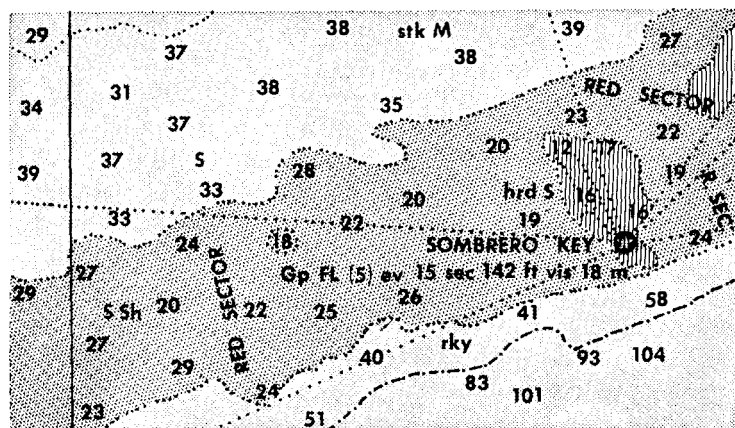 38 stk M 39
29 37 38 27
31 38 RED SECTOR
34 35 23
37 22
37 S 20 12 17
39 28 19
33 20 hrd S 16 R. SEC
33 22 19 16
24 18 SOMBRERO KEY 24
27 Gp FL (5) ev 15 sec 142 ft vis 18 m
29 S Sh 20 RED SECTOR 22 25 26 41 58
27 rky
29 40 93 104
24 83 101
23 51